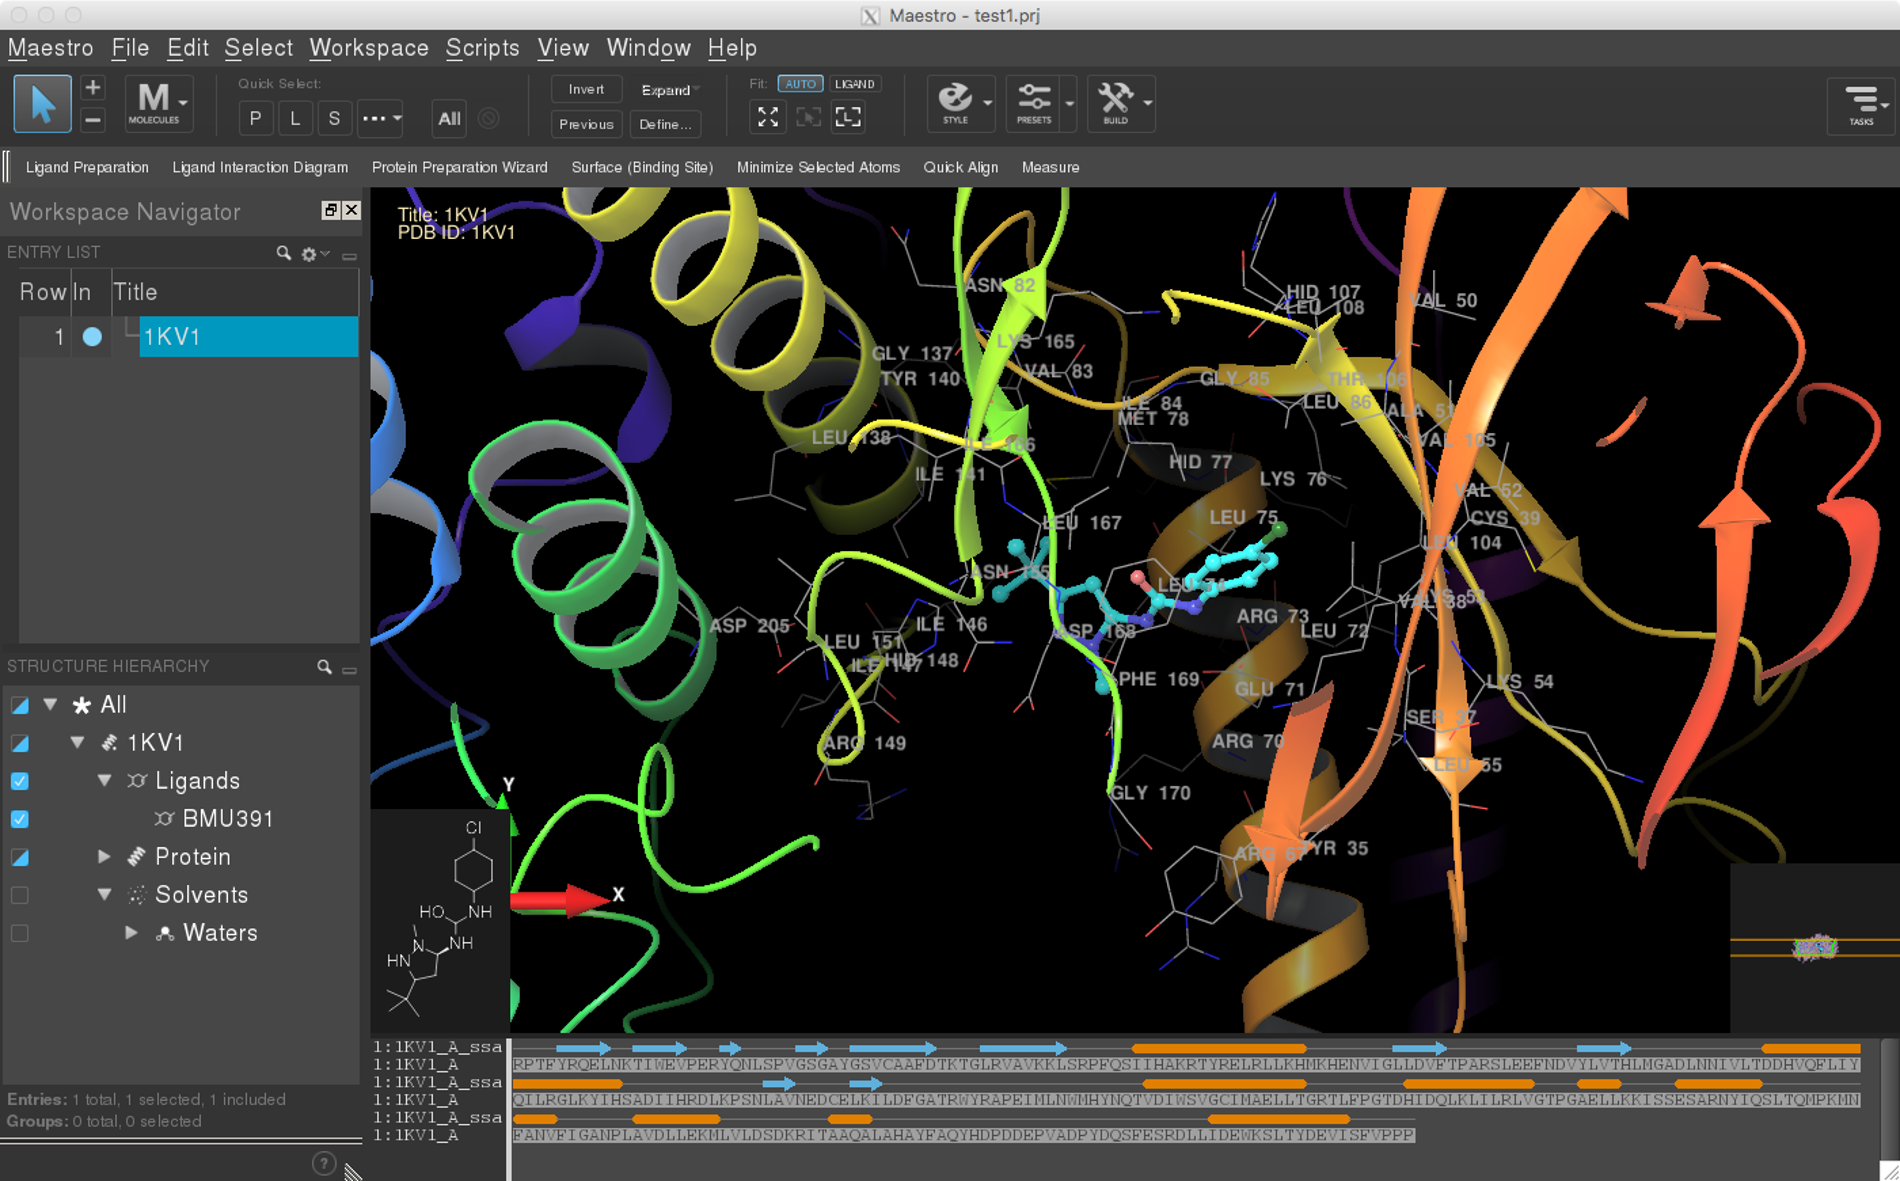 Maestro - test1.prj
Maestro File Edit Select Workspace Scripts View Window Help
Quick Select:
Fit: AUTO LIGAND
M
MOLECULES
P L S ... All
Invert Expand
Previous Define...
STYLE PRESETS BUILD TASKS
Ligand Preparation Ligand Interaction Diagram Protein Preparation Wizard Surface (Binding Site) Minimize Selected Atoms Quick Align Measure
Workspace Navigator
ENTRY LIST
Row In Title
1 1KV1
STRUCTURE HIERARCHY
All
1KV1
Ligands
BMU391
Protein
Solvents
Waters
Entries: 1 total, 1 selected, 1 included
Groups: 0 total, 0 selected
?
Title: 1KV1
PDB ID: 1KV1
ASN 82
HID 107
LEU 108
VAL 50
LYS 165
GLY 137
VAL 83
TYR 140
GLY 85
THR 106
ILE 84
LEU 86
ALA 51
MET 78
LEU 138
ILE 166
VAL 105
HID 77
ILE 141
LYS 76
VAL 52
LEU 167
LEU 75
CYS 39
LEU 104
ASN 155
LEU 74
VAL 38
ARG 73
ILE 146
ASP 205
ASP 168
LEU 72
LEU 151
HID 148
ILE 147
PHE 169
LYS 54
GLU 71
SER 37
ARG 149
ARG 70
LEU 55
GLY 170
ARG 67
TYR 35
Y
X
Cl
HO
NH
N
NH
HN
1:1KV1_A_ssa
1:1KV1_A RPTFYRQELNKTIWEVPERYQNLSPVGSGAYGSVCAAFDTKTGLRVAVKKLSRPFQSIIHAKRTYRELRLLKHMKHENVIGLLDVFTPARSLEEFNDVYLVTHLMGADLNNIVLTDDHVQFLIY
1:1KV1_A_ssa
1:1KV1_A QILRGLKYIHSADIIHRDLKPSNLAVNEDCELKILDFGATRWYRAPEIMLNWMHYNQTVDIWSVGCIMAELLTGRTLFPGTDHIDQLKLILRLVGTPGAELLKKISSESARNYIQSLTQMPKMN
1:1KV1_A_ssa
1:1KV1_A FANVFIGANPLAVDLLEKMLVLDSDKRITAAQALAHAYFAQYHDPDDEPVADPYDQSFESRDLLIDEWKSLTYDEVISFVPPP